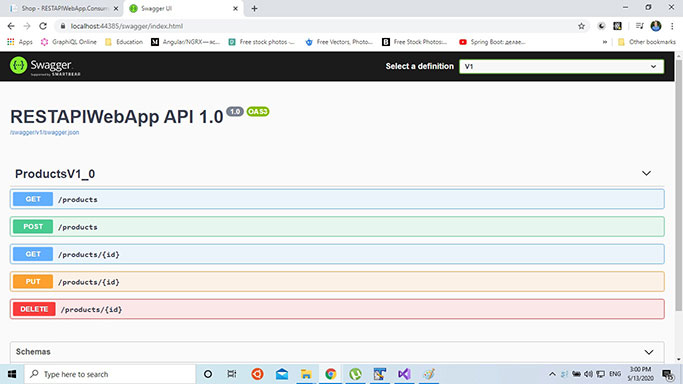 Shop - RESTAPIWebApp.Consum
Swagger UI
localhost:44385/swagger/index.html
Apps
GraphiQL Online
Education
Angular/NGRX — ис...
Free stock photos -...
Free Vectors, Photo...
Free Stock Photos:...
Spring Boot: делае...
Other bookmarks
Swagger.
Supported by SMARTBEAR
Select a definition
V1
RESTAPIWebApp API 1.0 1.0 OAS3
/swagger/v1/swagger.json
ProductsV1_0
GET /products
POST /products
GET /products/{id}
PUT /products/{id}
DELETE /products/{id}
Schemas
Type here to search
ENG
3:00 PM
5/13/2020